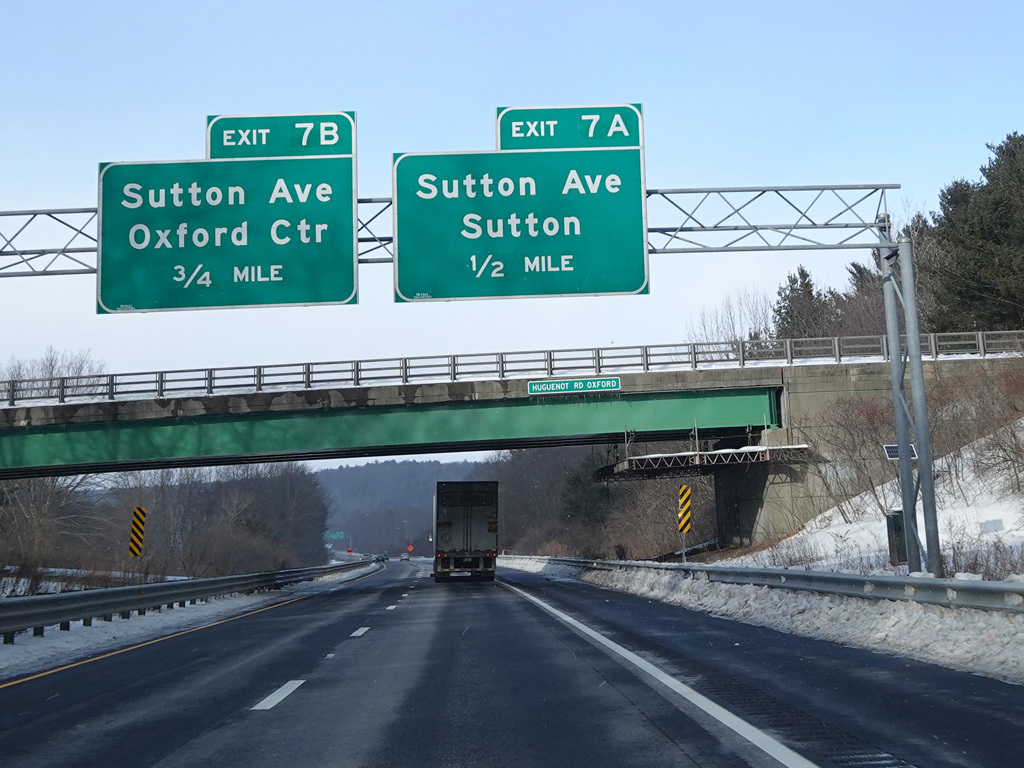 EXIT 7B
Sutton Ave
Oxford Ctr
3/4 MILE
EXIT 7A
Sutton Ave
Sutton
1/2 MILE
HUGUENOT RD OXFORD